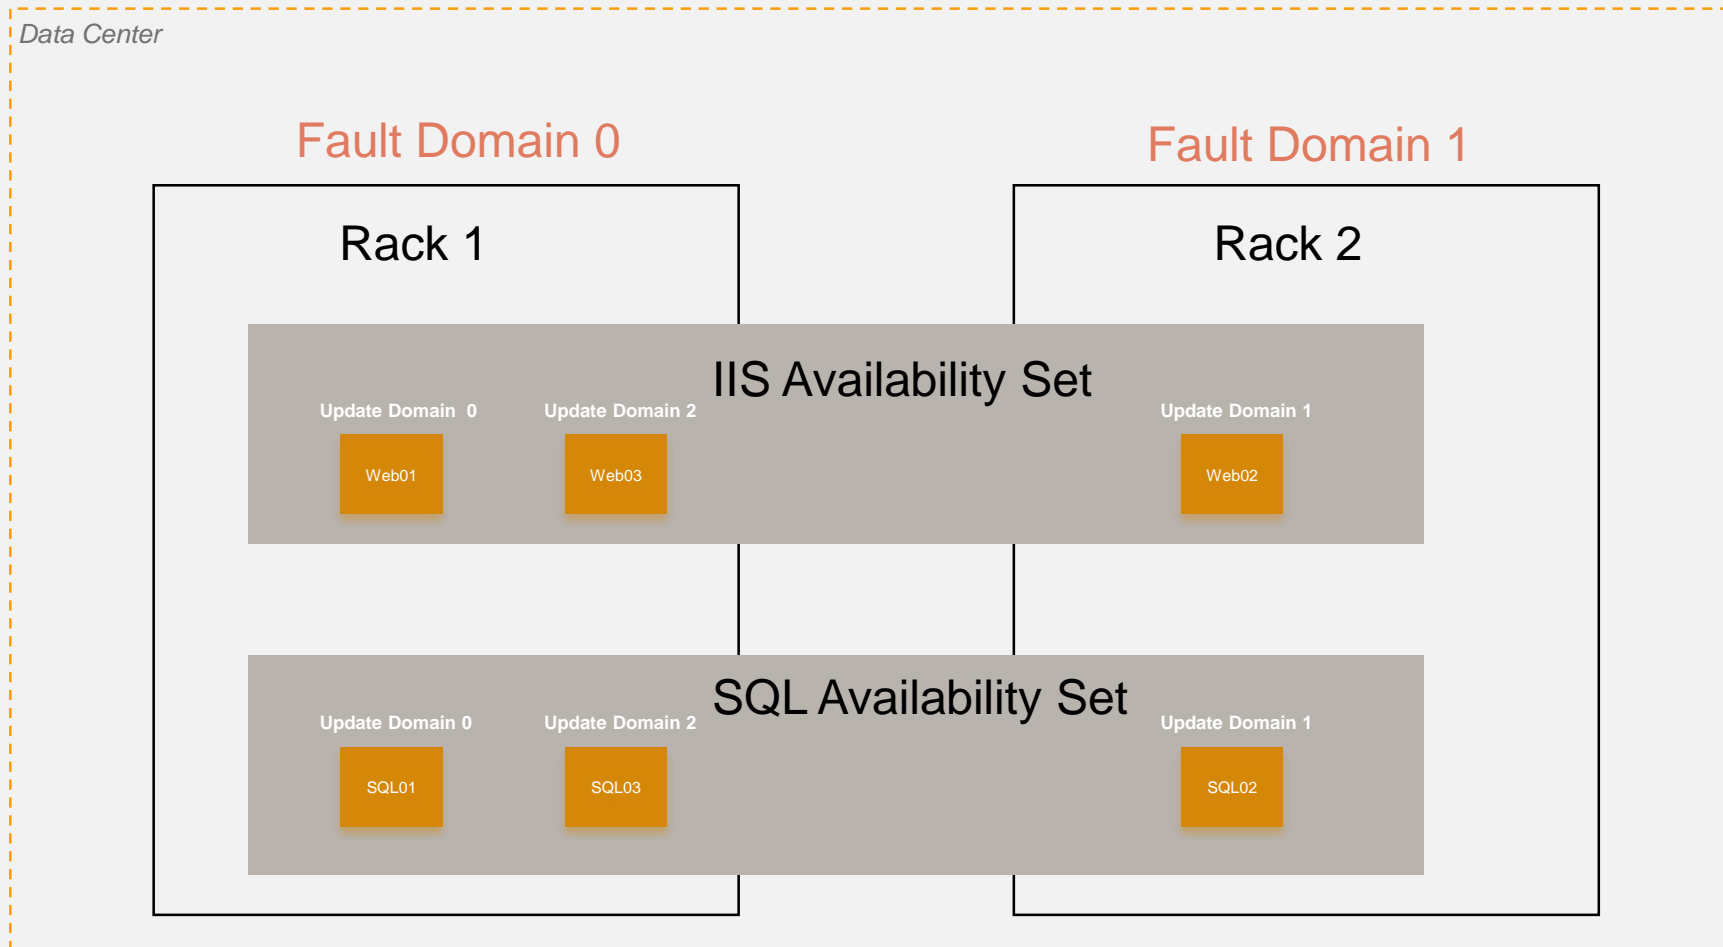 Data Center
Fault Domain 0
Fault Domain 1
Rack 1
Rack 2
IIS Availability Set
Update Domain  0
Update Domain 2
Update Domain 1
Web01
Web03
Web02
SQL Availability Set
Update Domain 0
Update Domain 2
Update Domain 1
SQL01
SQL03
SQL02